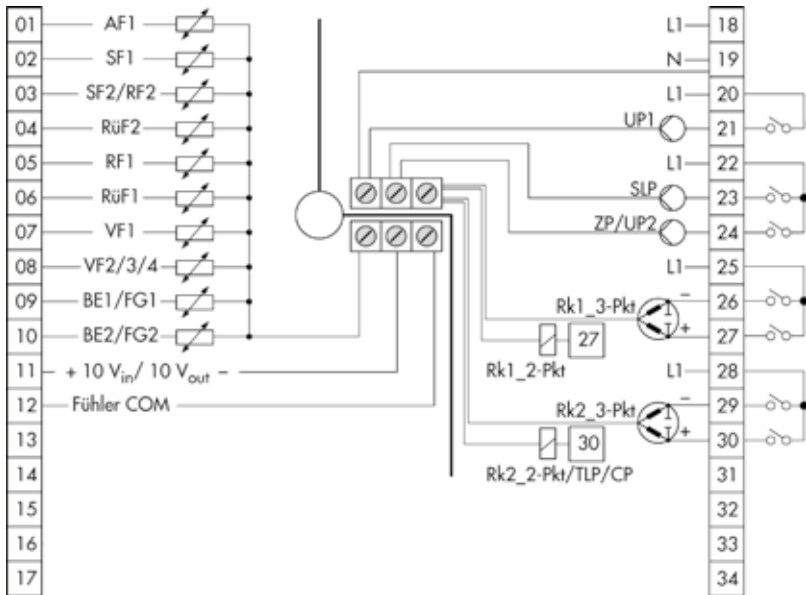 01 AF1
02 SF1
03 SF2/RF2
04 RüF2
05 RF1
06 RüF1
07 VF1
08 VF2/3/4
09 BE1/FG1
10 BE2/FG2
11 + 10 Vin/ 10 Vout –
12 Fühler COM
13
14
15
16
17
L1 18
N 19
L1 20
UP1 21
L1 22
SLP 23
ZP/UP2 24
L1 25
Rk1_3-Pkt – 26
+ 27
27
Rk1_2-Pkt
L1 28
Rk2_3-Pkt – 29
+ 30
30
Rk2_2-Pkt/TLP/CP
31
32
33
34